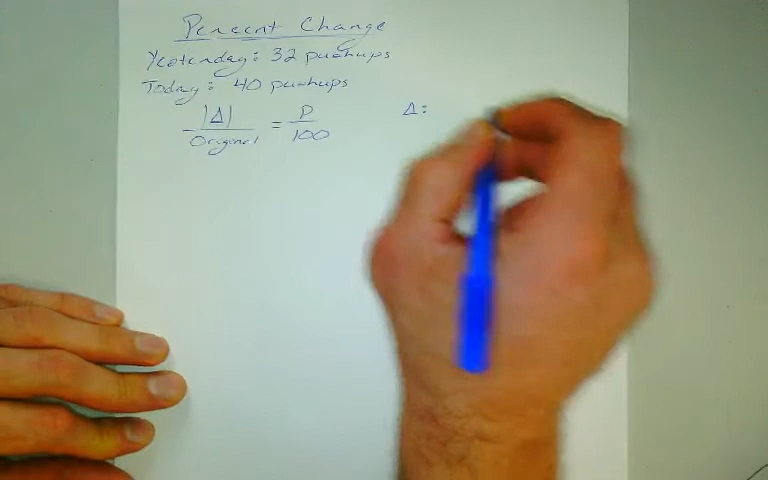 Percent Change
Yesterday: 32 pushups
Today: 40 pushups
|Δ| / Original = P / 100
Δ: